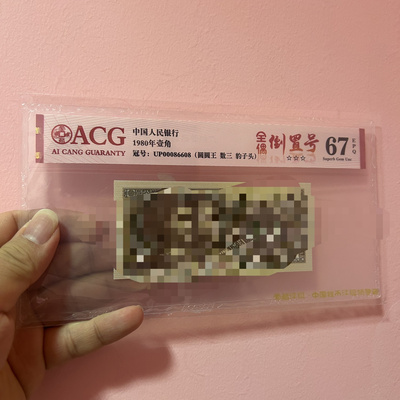 ACG
AI CANG GUARANTY
中国人民银行
1980年壹角
冠号：UP00086608（圆圆王 数三 豹子头）
全程
倒置号
☆☆☆
67
EPQ
Superb Gem Unc